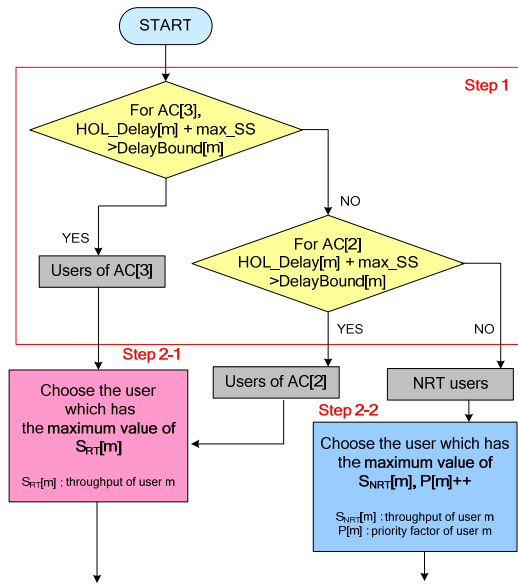 START
Step 1
For AC[3],
HOL_Delay[m] + max_SS
>DelayBound[m]
NO
YES
For AC[2]
HOL_Delay[m] + max_SS
>DelayBound[m]
Users of AC[3]
YES
NO
Step 2-1
Users of AC[2]
NRT users
Step 2-2
Choose the user
which has
the maximum value of
SRT[m]
SRT[m] : throughput of user m
Choose the user which has
the maximum value of
SNRT[m], P[m]++
SNRT[m] : throughput of user m
P[m] : priority factor of user m